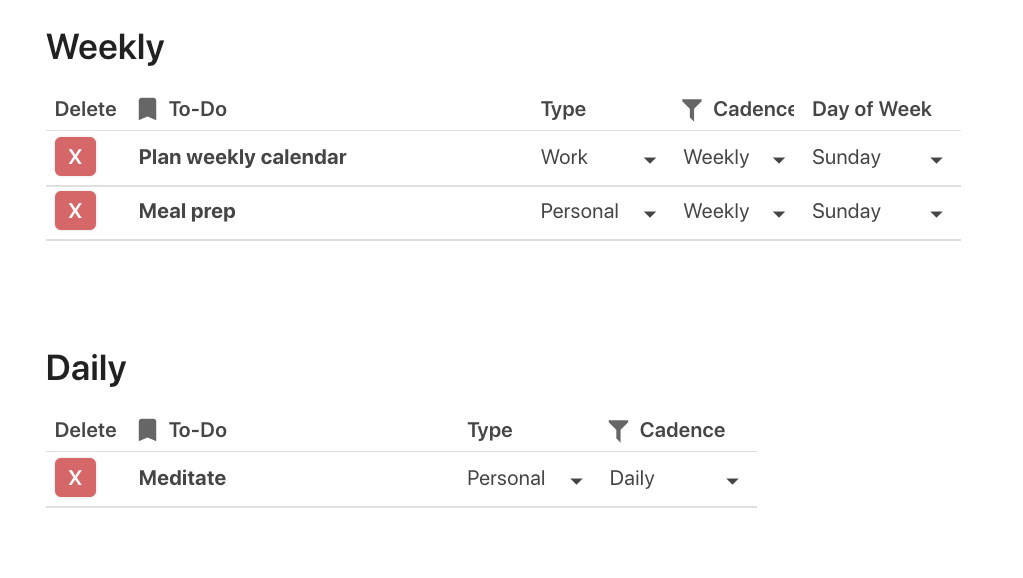 Weekly
Delete To-Do Type Cadence Day of Week
X Plan weekly calendar Work Weekly Sunday
X Meal prep Personal Weekly Sunday
Daily
Delete To-Do Type Cadence
X Meditate Personal Daily